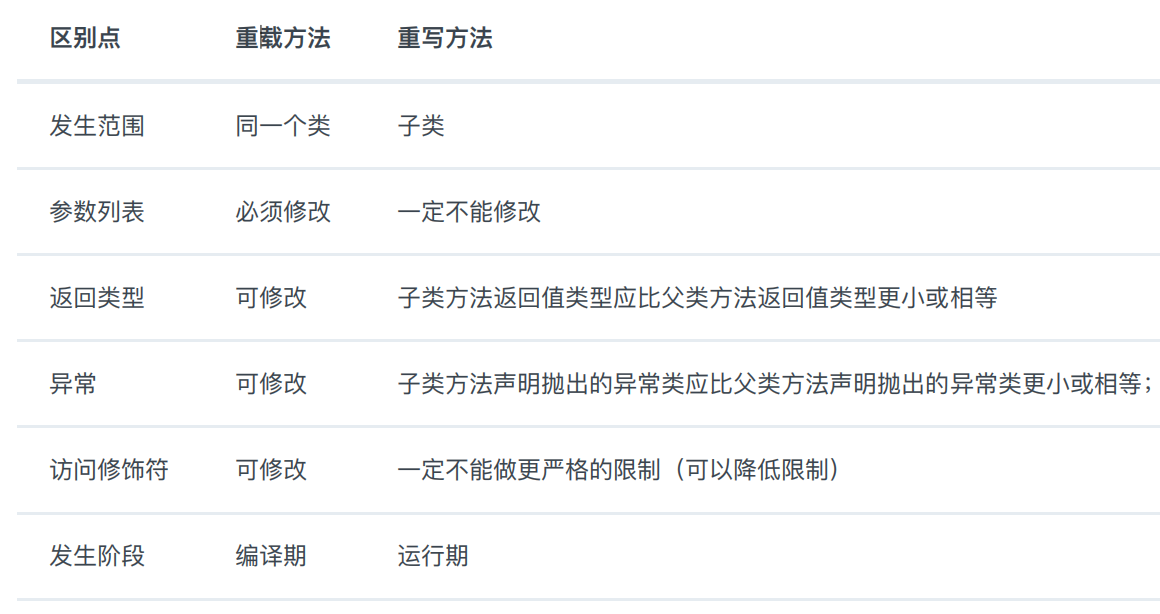 区别点 重载方法 重写方法
发生范围 同一个类 子类
参数列表 必须修改 一定不能修改
返回类型 可修改 子类方法返回值类型应比父类方法返回值类型更小或相等
异常 可修改 子类方法声明抛出的异常类应比父类方法声明抛出的异常类更小或相等；
访问修饰符 可修改 一定不能做更严格的限制（可以降低限制）
发生阶段 编译期 运行期